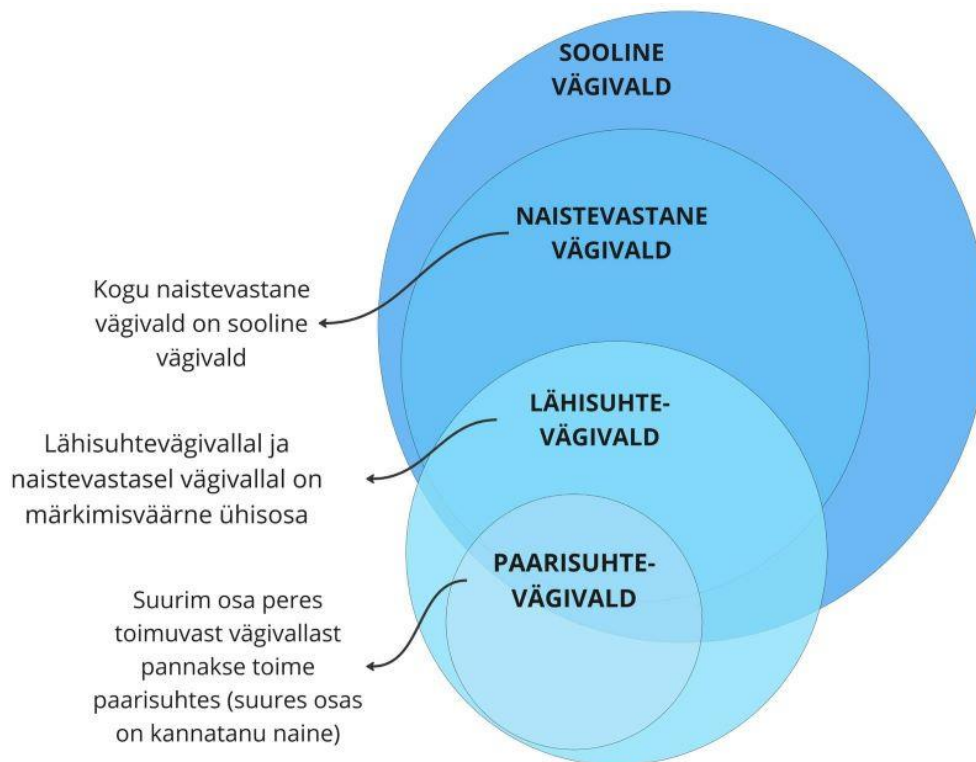 SOOLINE
VÄGIVALD
NAISTEVASTANE
VÄGIVALD
Kogu naistevastane
vägivald on sooline
vägivald
LÄHISUHTE-
VÄGIVALD
Lähisuhtevägivallal ja
naistevastasel vägivallal on
märkimisväärne ühisosa
PAARISUHTE-
VÄGIVALD
Suurim osa peres
toimuvast vägivallast
pannakse toime
paarisuhtes (suures osas
on kannatanu naine)